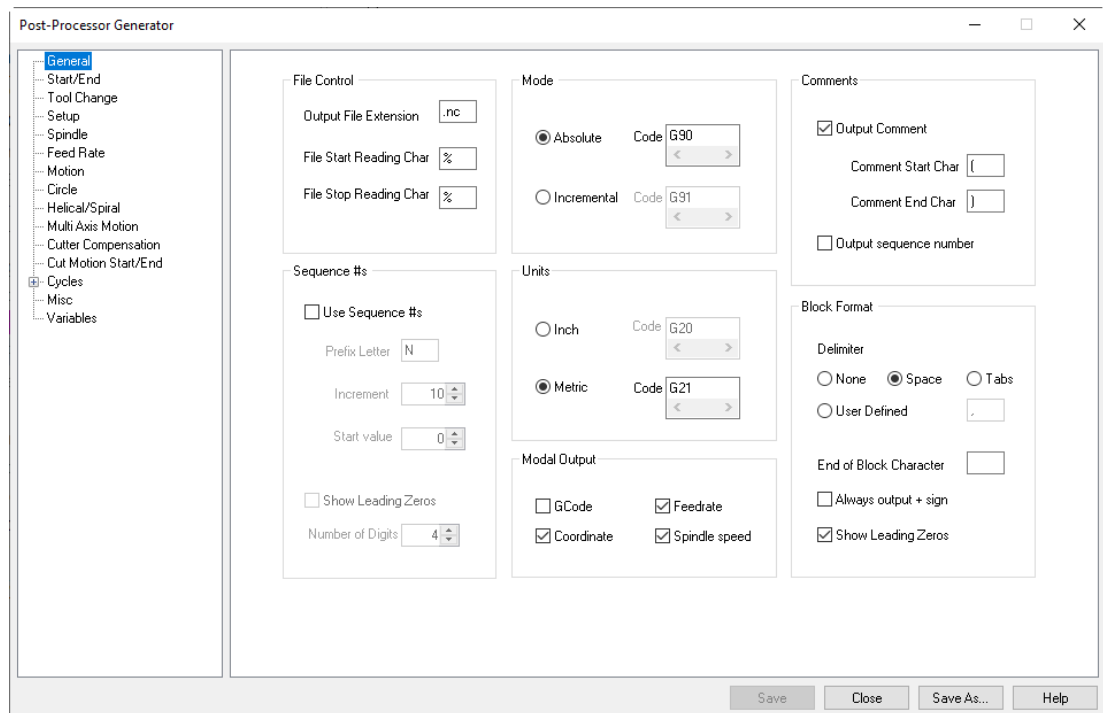 Post-Processor Generator
General
Start/End
Tool Change
Setup
Spindle
Feed Rate
Motion
Circle
Helical/Spiral
Multi Axis Motion
Cutter Compensation
Cut Motion Start/End
Cycles
Misc
Variables
File Control
Output File Extension .nc
File Start Reading Char %
File Stop Reading Char %
Sequence #s
Use Sequence #s
Prefix Letter N
Increment 10
Start value 0
Show Leading Zeros
Number of Digits 4
Mode
Absolute Code G90
Incremental Code G91
Units
Inch Code G20
Metric Code G21
Modal Output
GCode Feedrate
Coordinate Spindle speed
Comments
Output Comment
Comment Start Char (
Comment End Char )
Output sequence number
Block Format
Delimiter
None Space Tabs
User Defined ,
End of Block Character
Always output + sign
Show Leading Zeros
Save Close Save As... Help